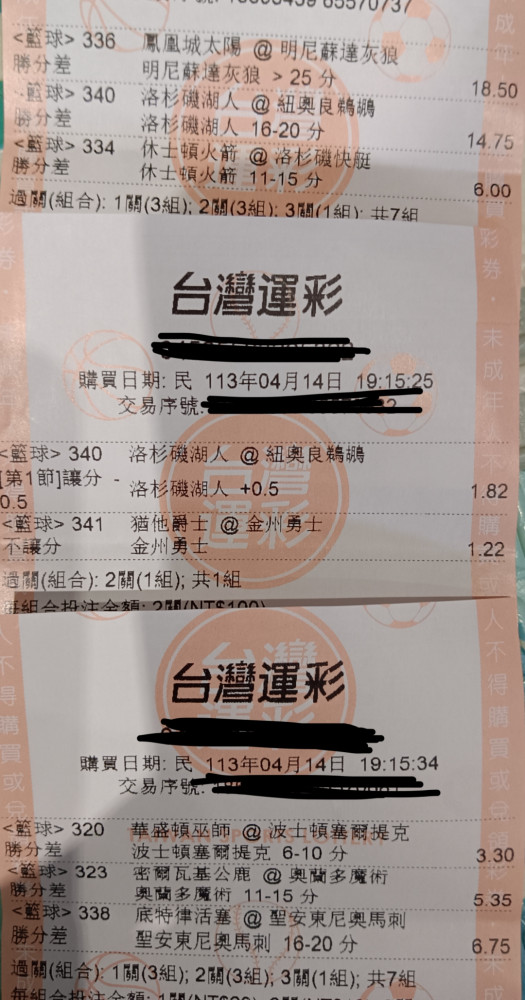 <籃球> 336 鳳凰城太陽 @ 明尼蘇達灰狼
勝分差 明尼蘇達灰狼 > 25 分 18.50
<籃球> 340 洛杉磯湖人 @ 紐奧良鵜鶘
勝分差 洛杉磯湖人 16-20 分 14.75
<籃球> 334 休士頓火箭 @ 洛杉磯快艇
勝分差 休士頓火箭 11-15 分 6.00
過關(組合): 1關(3組); 2關(3組); 3關(1組); 共7組
台灣運彩
購買日期: 民 113年04月14日 19:15:25
交易序號:
<籃球> 340 洛杉磯湖人 @ 紐奧良鵜鶘
[第1節]讓分 - 洛杉磯湖人 +0.5 1.82
0.5
<籃球> 341 猶他爵士 @ 金州勇士
不讓分 金州勇士 1.22
過關(組合): 2關(1組); 共1組
每組合投注金額: 2關(NT$100)
台灣運彩
購買日期: 民 113年04月14日 19:15:34
交易序號:
<籃球> 320 華盛頓巫師 @ 波士頓塞爾提克
勝分差 波士頓塞爾提克 6-10 分 3.30
<籃球> 323 密爾瓦基公鹿 @ 奧蘭多魔術
勝分差 奧蘭多魔術 11-15 分 5.35
<籃球> 338 底特律活塞 @ 聖安東尼奧馬刺
勝分差 聖安東尼奧馬刺 16-20 分 6.75
過關(組合): 1關(3組); 2關(3組); 3關(1組); 共7組